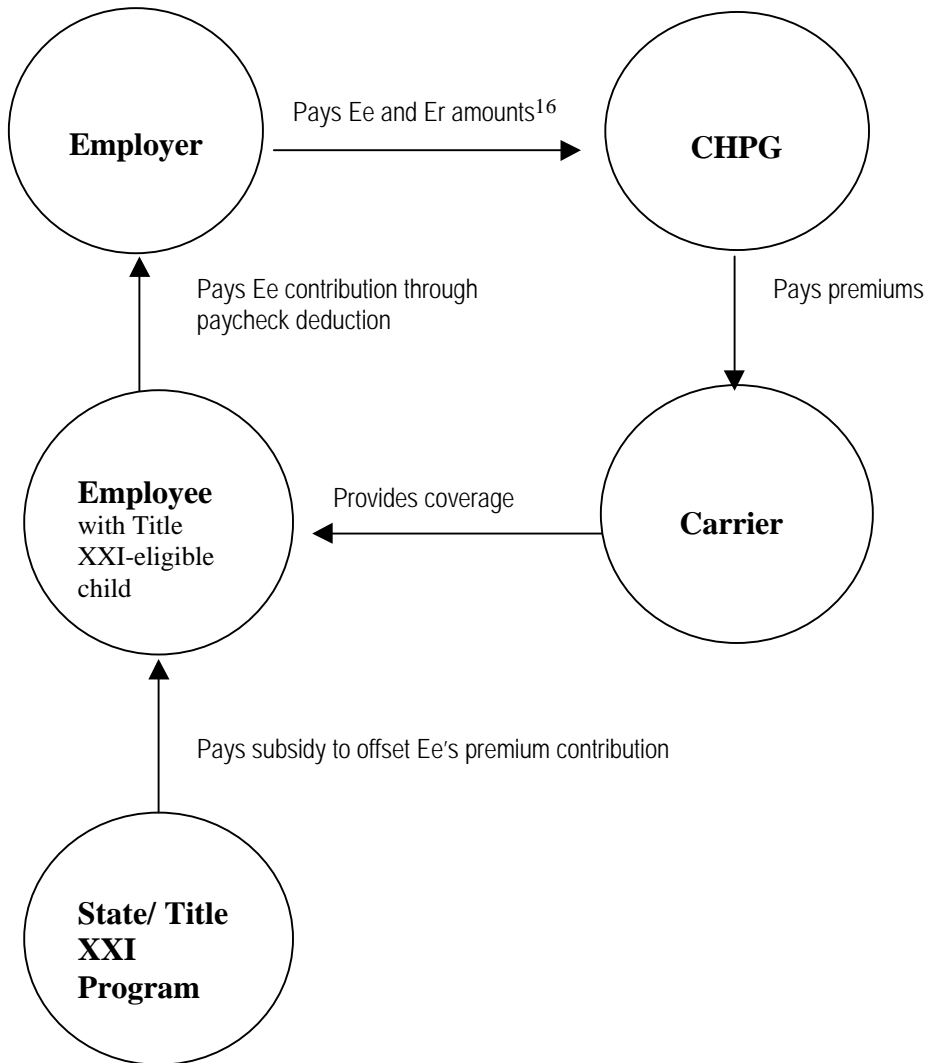 Pays Ee and Er amounts16
Employer
CHPG
Pays Ee contribution through
paycheck deduction
Pays premiums
Employee
with Title
XXI-eligible
child
Provides coverage
Carrier
Pays subsidy to offset Ee's premium contribution
State/ Title
XXI
Program